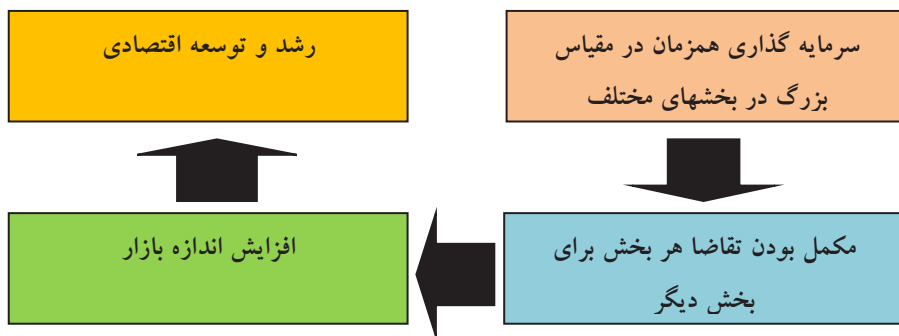 سرمایه گذاری همزمان در مقیاس
بزرگ در بخشهای مختلف
رشد و توسعه اقتصادی
مکمل بودن تقاضا هر بخش برای
بخش دیگر
افزایش اندازه بازار